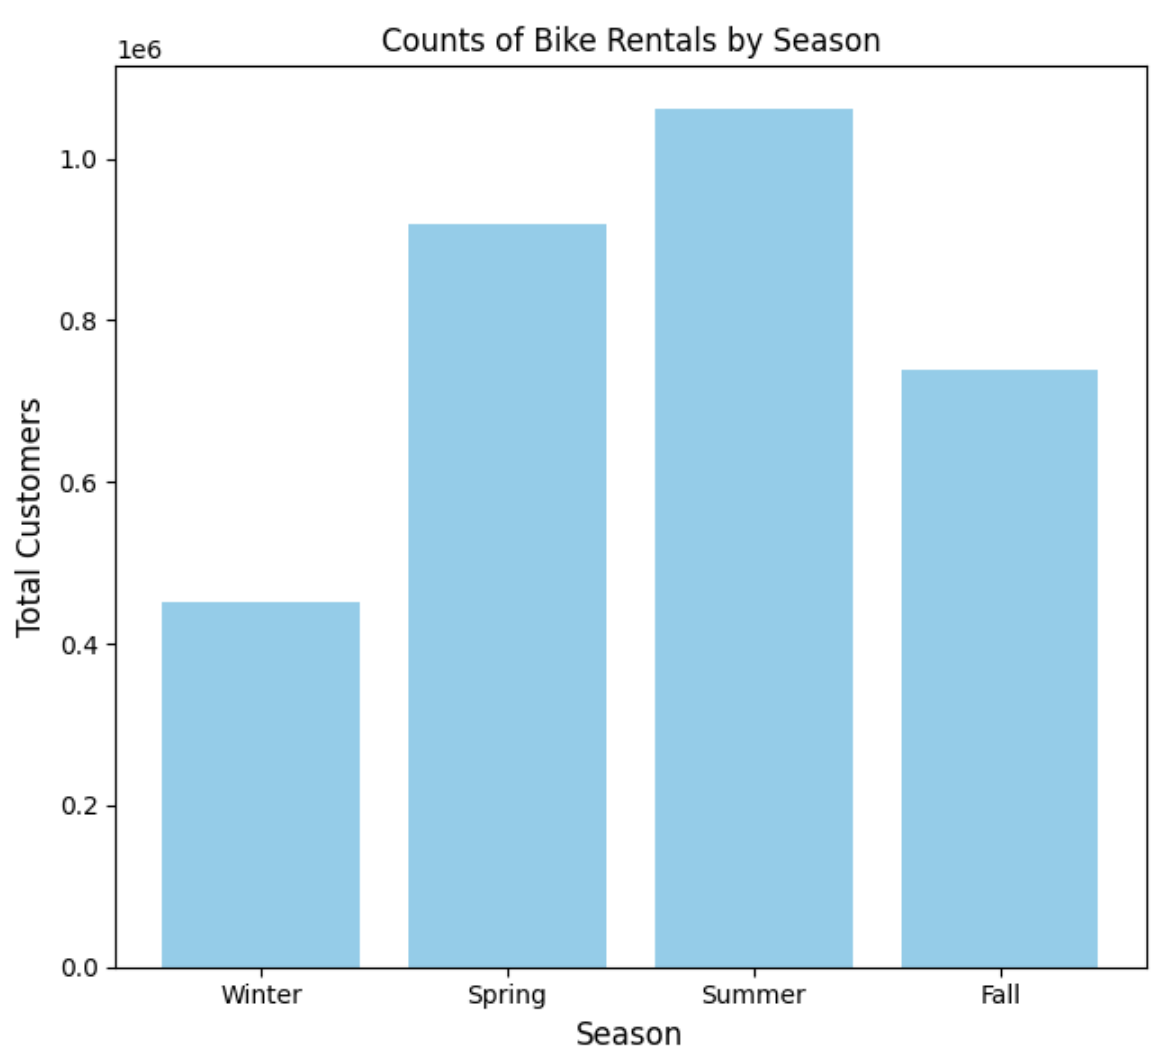 Counts of Bike Rentals by Season
1e6
1.0
0.8
0.6
0.4
0.2
0.0
Total Customers
Winter Spring Summer Fall
Season